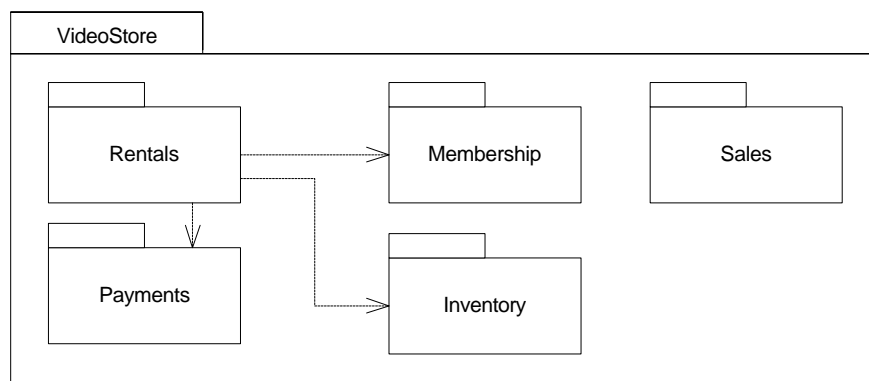 VideoStore
Rentals
Membership
Sales
Payments
Inventory